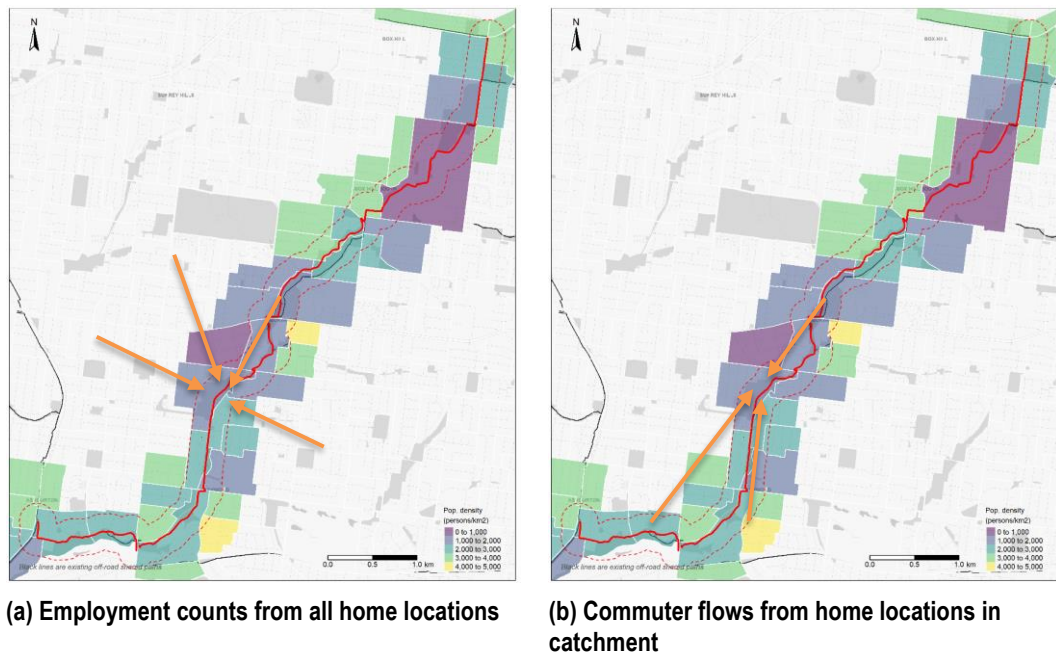 N
BOX HILL
Pop. density
(persons/km2)
0 to 1,000
1,000 to 2,000
2,000 to 3,000
3,000 to 4,000
4,000 to 5,000
0.0
0.5
1.0 km
Black lines are existing off-road shared paths
(a) Employment counts from all home locations
N
BOX HILL
Pop. density
(persons/km2)
0 to 1,000
1,000 to 2,000
2,000 to 3,000
3,000 to 4,000
4,000 to 5,000
0.0
0.5
1.0 km
Black lines are existing off-road shared paths
(b) Commuter flows from home locations in
catchment